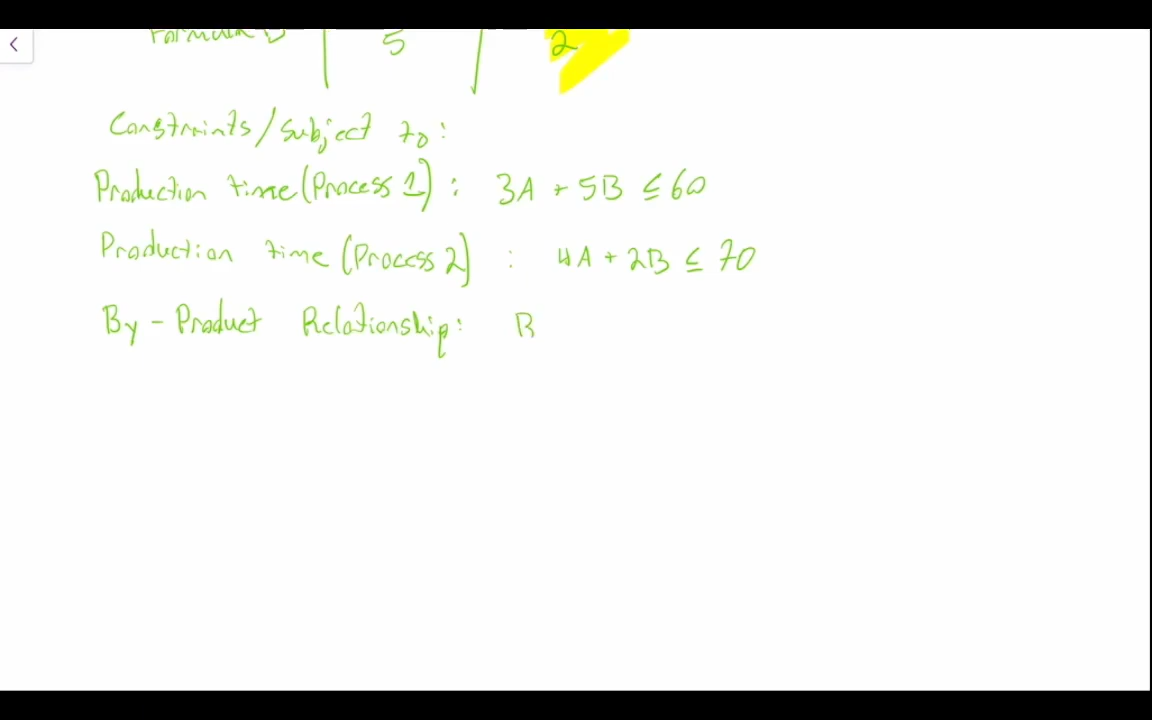 5 2
Constraints/Subject to:
Production time (Process 1): 3A + 5B ≤ 60
Production time (Process 2) : 4A + 2B ≤ 70
By-Product Relationship: B